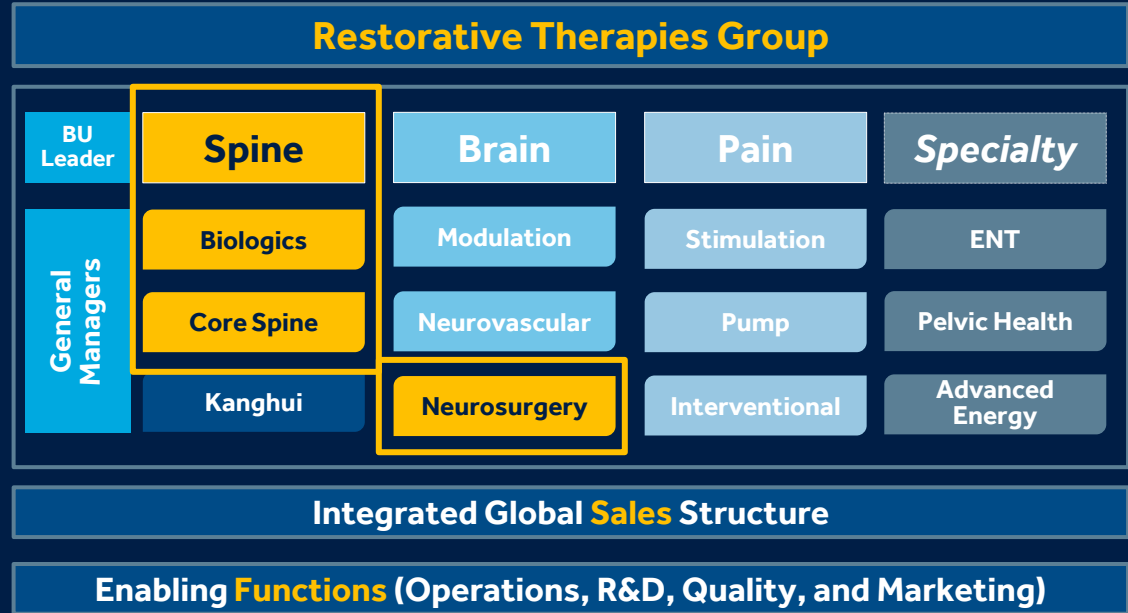 Restorative Therapies Group
BU
Leader
Spine
Brain
Pain
Specialty
General
Managers
Biologics
Modulation
Stimulation
ENT
Core Spine
Neurovascular
Pump
Pelvic Health
Kanghui
Neurosurgery
Interventional
Advanced
Energy
Integrated Global Sales Structure
Enabling Functions (Operations, R&D, Quality, and Marketing)